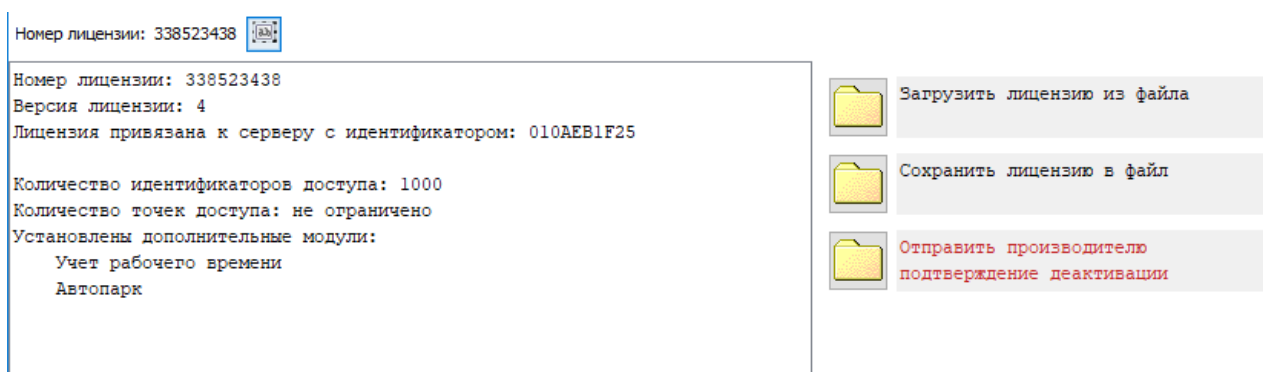 Номер лицензии: 338523438
Номер лицензии: 338523438
Версия лицензии: 4
Лицензия привязана к серверу с идентификатором: 010AEB1F25
Количество идентификаторов доступа: 1000
Количество точек доступа: не ограничено
Установлены дополнительные модули:
Учет рабочего времени
Автопарк
Загрузить лицензию из файла
Сохранить лицензию в файл
Отправить производителю
подтверждение деактивации